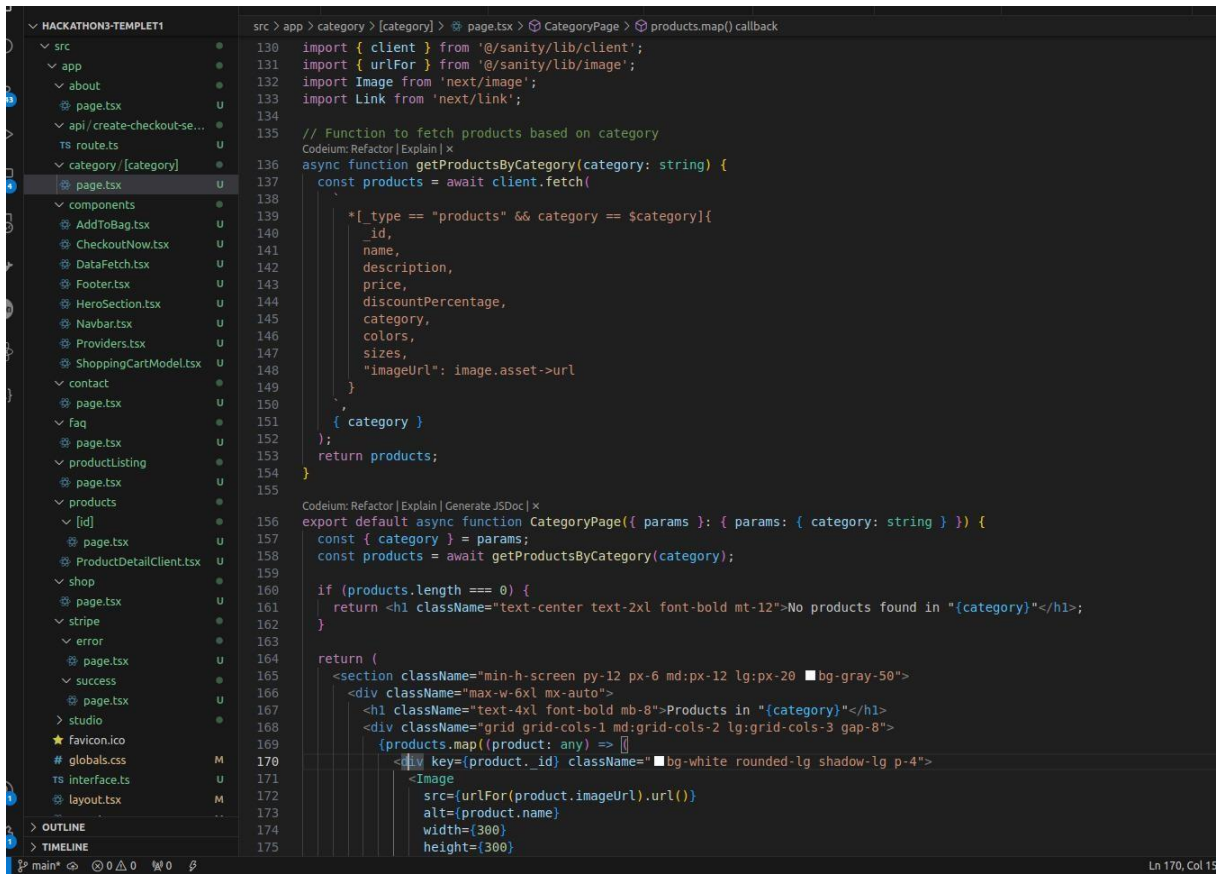 HACKATHON3-TEMPLET1
src
app
about
page.tsx U
api/create-checkout-se...
TS route.ts U
category/[category]
page.tsx U
components
AddToBag.tsx U
CheckoutNow.tsx U
DataFetch.tsx U
Footer.tsx U
HeroSection.tsx U
Navbar.tsx U
Providers.tsx U
ShoppingCartModel.tsx U
contact
page.tsx U
faq
page.tsx U
productListing
page.tsx U
products
[id]
page.tsx U
ProductDetailClient.tsx U
shop
page.tsx U
stripe
error
page.tsx U
success
page.tsx U
studio
favicon.ico
# globals.css M
TS interface.ts U
layout.tsx M
OUTLINE
TIMELINE
src > app > category > [category] > page.tsx > CategoryPage > products.map() callback
130 import { client } from '@/sanity/lib/client';
131 import { urlFor } from '@/sanity/lib/image';
132 import Image from 'next/image';
133 import Link from 'next/link';
134
135 // Function to fetch products based on category
Codeium: Refactor | Explain | ×
136 async function getProductsByCategory(category: string) {
137 const products = await client.fetch(
138 `
139 *[_type == "products" && category == $category]{
140 _id,
141 name,
142 description,
143 price,
144 discountPercentage,
145 category,
146 colors,
147 sizes,
148 "imageUrl": image.asset->url
149 }
150 `,
151 { category }
152 );
153 return products;
154 }
155
Codeium: Refactor | Explain | Generate JSDoc | ×
156 export default async function CategoryPage({ params }: { params: { category: string } }) {
157 const { category } = params;
158 const products = await getProductsByCategory(category);
159
160 if (products.length === 0) {
161 return <h1 className="text-center text-2xl font-bold mt-12">No products found in "{category}"</h1>;
162 }
163
164 return (
165 <section className="min-h-screen py-12 px-6 md:px-12 lg:px-20 bg-gray-50">
166 <div className="max-w-6xl mx-auto">
167 <h1 className="text-4xl font-bold mb-8">Products in "{category}"</h1>
168 <div className="grid grid-cols-1 md:grid-cols-2 lg:grid-cols-3 gap-8">
169 {products.map((product: any) => (
170 <div key={product._id} className="bg-white rounded-lg shadow-lg p-4">
171 <Image
172 src={urlFor(product.imageUrl).url()}
173 alt={product.name}
174 width={300}
175 height={300}
main* 0 0 0
Ln 170, Col 15